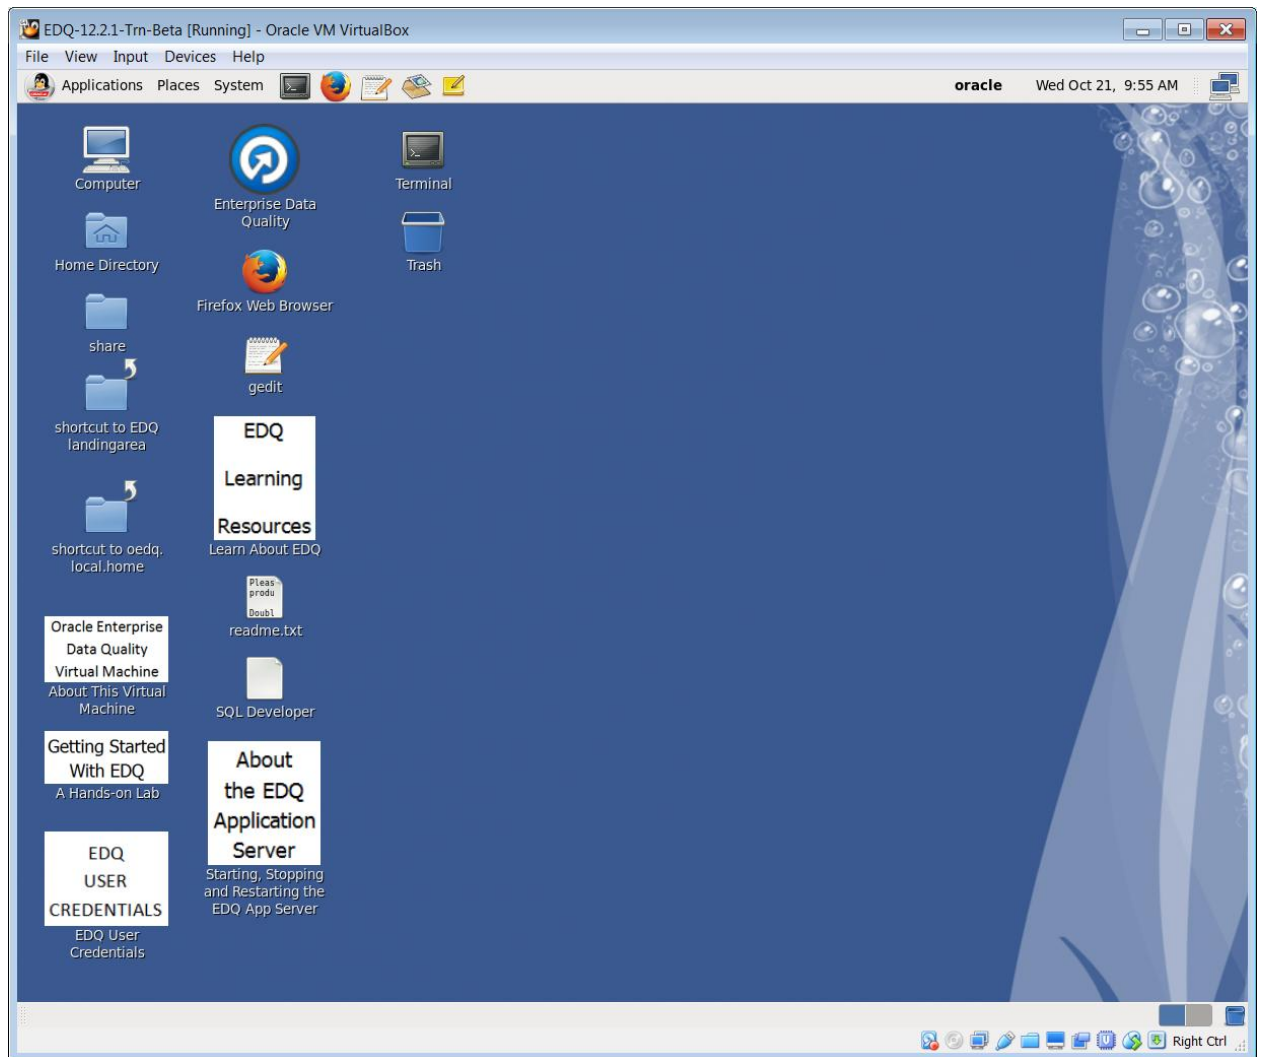 EDQ-12.2.1-Trn-Beta [Running] - Oracle VM VirtualBox
File View Input Devices Help
Applications Places System
oracle Wed Oct 21, 9:55 AM
Computer
Home Directory
share
shortcut to EDQ
landingarea
shortcut to oedq.
local.home
Oracle Enterprise
Data Quality
Virtual Machine
About This Virtual
Machine
Getting Started
With EDQ
A Hands-on Lab
EDQ
USER
CREDENTIALS
EDQ User
Credentials
Enterprise Data
Quality
Firefox Web Browser
gedit
EDQ
Learning
Resources
Learn About EDQ
Pleas
produ
Doubl
readme.txt
SQL Developer
About
the EDQ
Application
Server
Starting, Stopping
and Restarting the
EDQ App Server
Terminal
Trash
Right Ctrl